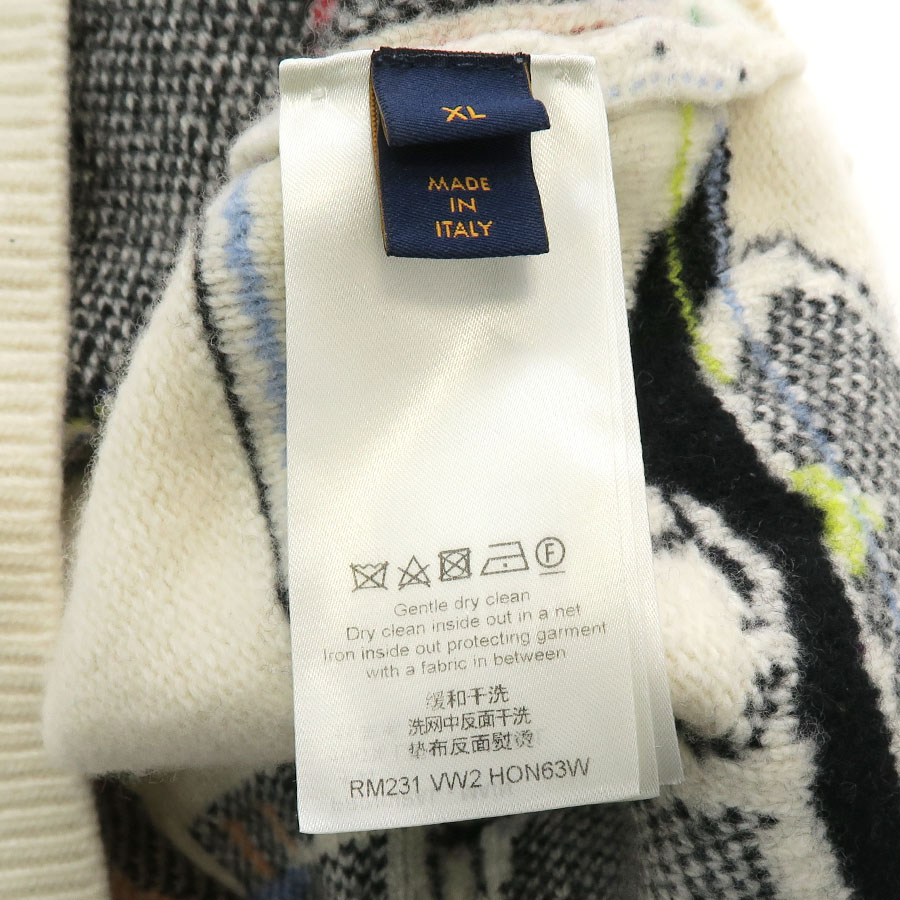 XL
MADE
IN
ITALY
F
Gentle dry clean
Dry clean inside out in a net
Iron inside out protecting garment
with a fabric in between
缓和干洗
洗网中反面干洗
垫布反面熨烫
RM231 VW2 HON63W